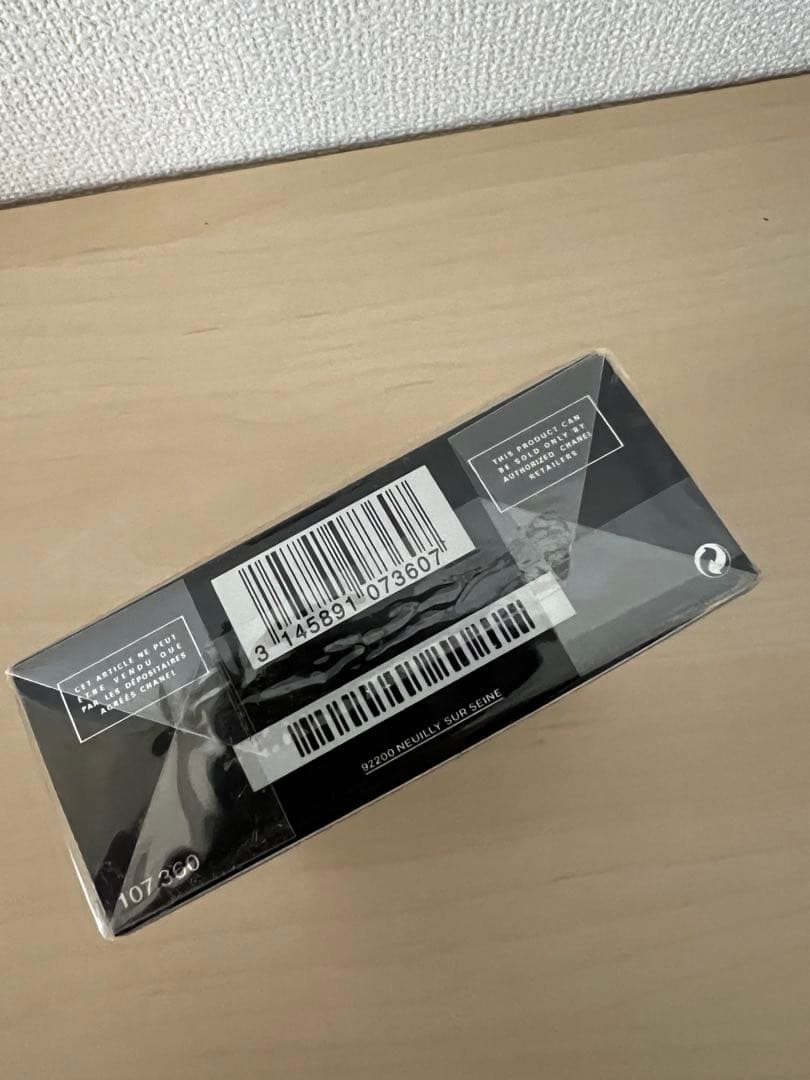 THIS PRODUCT CAN
BE SOLD ONLY BY
AUTHORIZED CHANEL
RETAILERS
3 145891 073607
CET ARTICLE NE PEUT
ETRE VENDU QUE
PAR LES DÉPOSITAIRES
AGRÉÉS CHANEL
92200 NEUILLY SUR SEINE
107.360